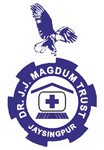 DR. J. J. MAGDUM TRUST
JAYSINGPUR